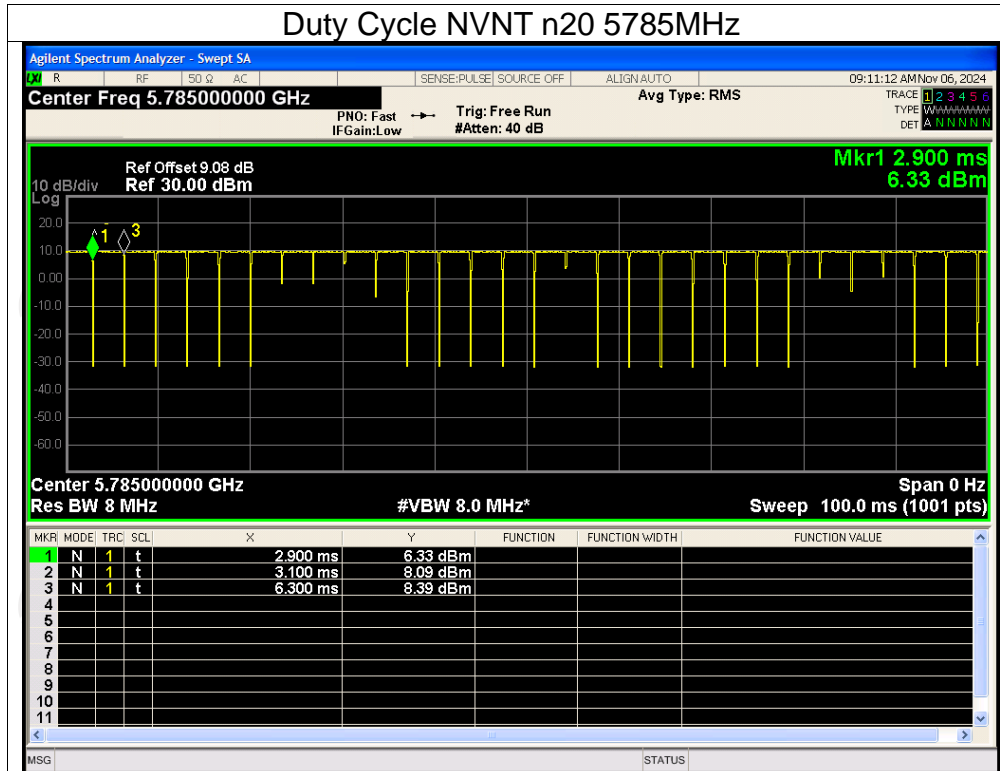 Duty Cycle NVNT n20 5785MHz
Agilent Spectrum Analyzer - Swept SA
LXI R RF 50 Ω AC SENSE:PULSE SOURCE OFF ALIGN AUTO 09:11:12 AM Nov 06, 2024
Center Freq 5.785000000 GHz
PNO: Fast
IFGain:Low
Trig: Free Run
#Atten: 40 dB
Avg Type: RMS
TRACE 1 2 3 4 5 6
TYPE WWWWWW
DET A N N N N N
Mkr1 2.900 ms
6.33 dBm
Ref Offset 9.08 dB
10 dB/div Ref 30.00 dBm
Log
20.0
10.0
0.00
-10.0
-20.0
-30.0
-40.0
-50.0
-60.0
1
3
Center 5.785000000 GHz Span 0 Hz
Res BW 8 MHz #VBW 8.0 MHz* Sweep 100.0 ms (1001 pts)
MKR MODE TRC SCL X Y FUNCTION FUNCTION WIDTH FUNCTION VALUE
1 N 1 t 2.900 ms 6.33 dBm
2 N 1 t 3.100 ms 8.09 dBm
3 N 1 t 6.300 ms 8.39 dBm
4
5
6
7
8
9
10
11
MSG STATUS